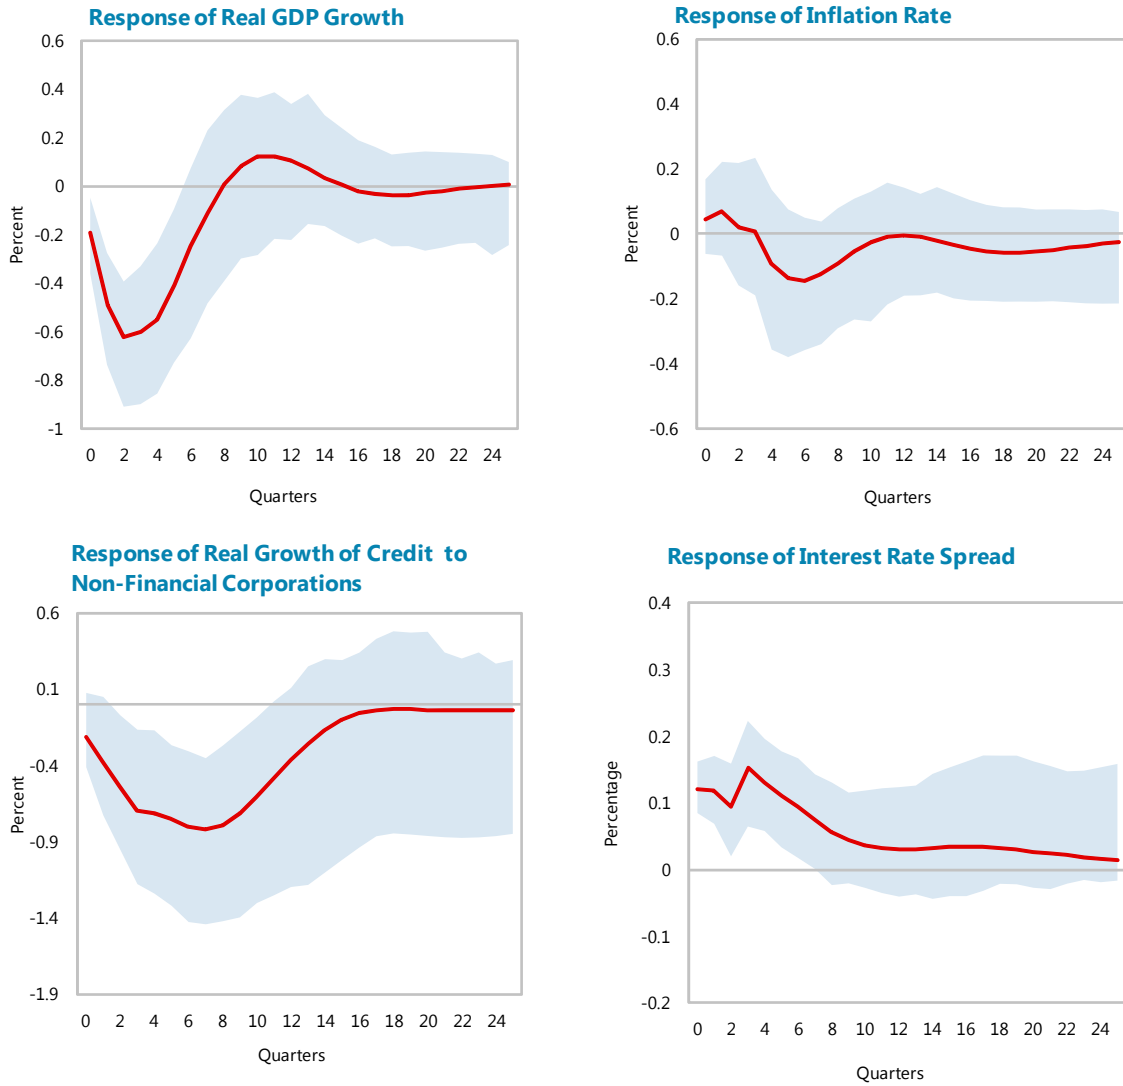 Response of Real GDP Growth
0.6
0.4
0.2
0
-0.2
-0.4
-0.6
-0.8
-1
Percent
0 2 4 6 8 10 12 14 16 18 20 22 24
Quarters
Response of Inflation Rate
0.6
0.4
0.2
0
-0.2
-0.4
-0.6
Percent
0 2 4 6 8 10 12 14 16 18 20 22 24
Quarters
Response of Real Growth of Credit to
Non-Financial Corporations
0.6
0.1
-0.4
-0.9
-1.4
-1.9
Percent
0 2 4 6 8 10 12 14 16 18 20 22 24
Quarters
Response of Interest Rate Spread
0.4
0.3
0.2
0.1
0
-0.1
-0.2
Percentage
0 2 4 6 8 10 12 14 16 18 20 22 24
Quarters